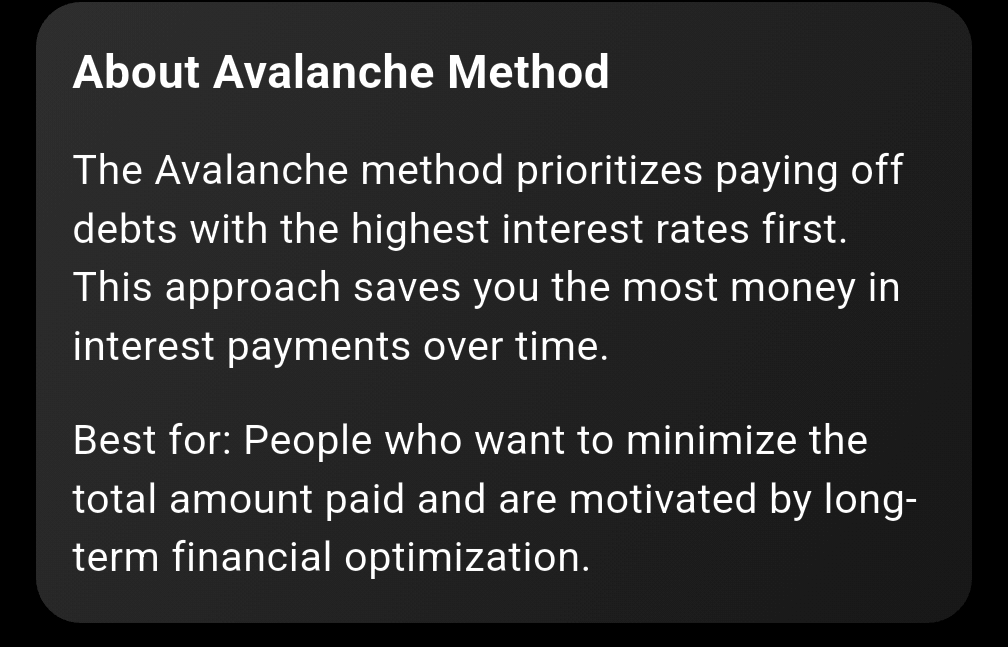 About Avalanche Method
The Avalanche method prioritizes paying off
debts with the highest interest rates first.
This approach saves you the most money in
interest payments over time.
Best for: People who want to minimize the
total amount paid and are motivated by long-
term financial optimization.